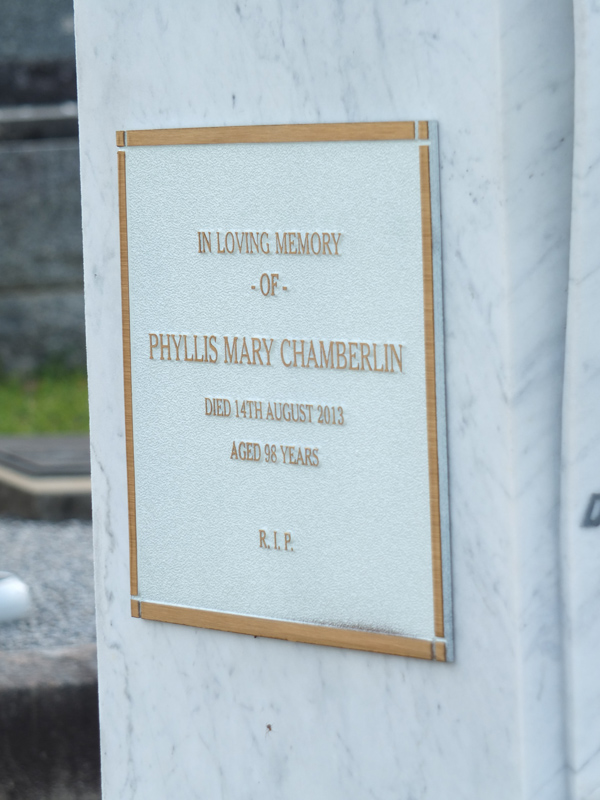 IN LOVING MEMORY
- OF -
PHYLLIS MARY CHAMBERLIN
DIED 14TH AUGUST 2013
AGED 98 YEARS
R. I. P.